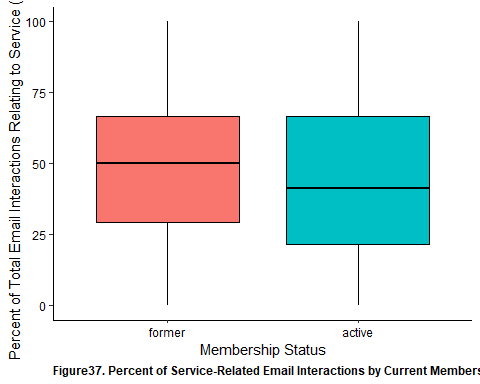 Percent of Total Email Interactions Relating to Service (
100
75
50
25
0
former active
Membership Status
Figure37. Percent of Service-Related Email Interactions by Current Members